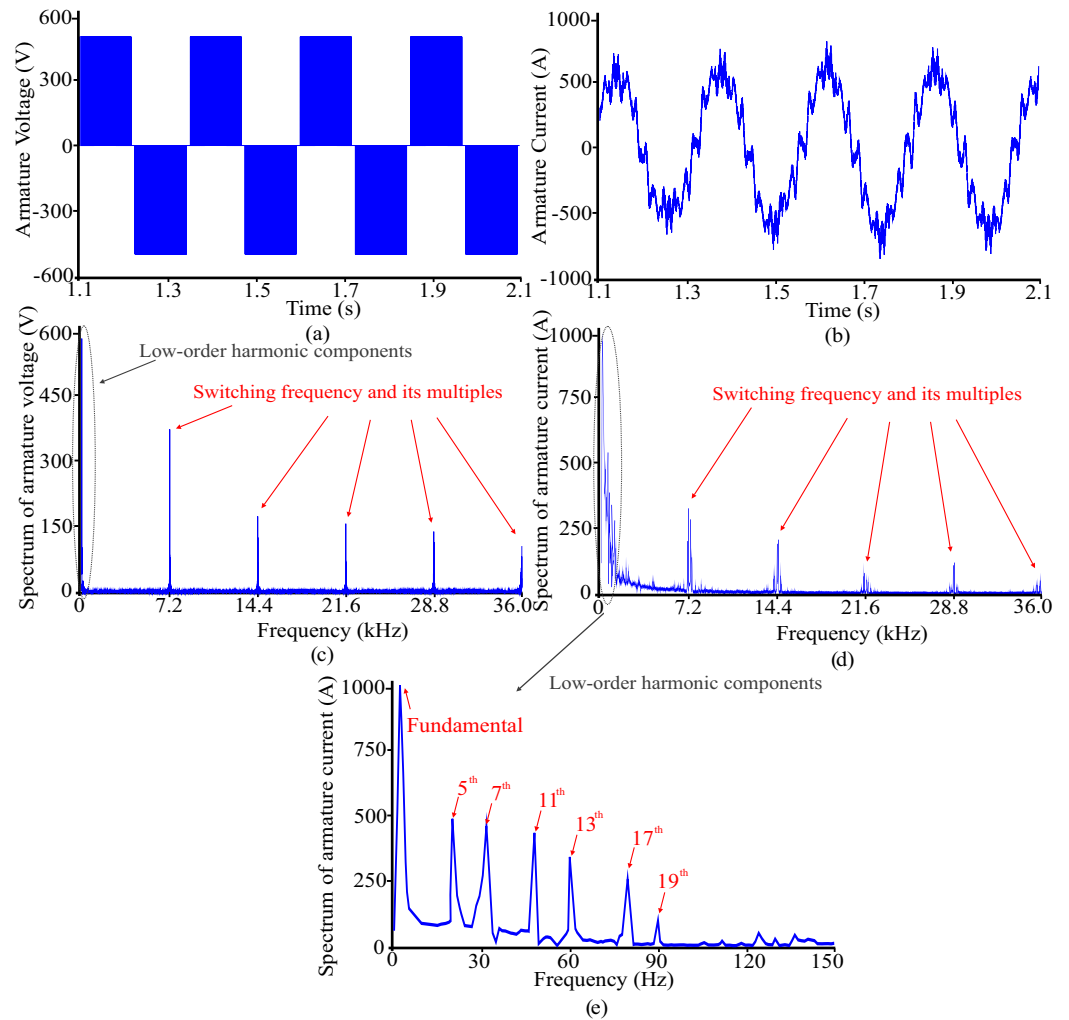 600
300
0
-300
-600
Armature Voltage (V)
1.1 1.3 1.5 1.7 1.9 2.1
Time (s)
(a)
1000
500
0
-500
-1000
Armature Current (A)
1.1 1.3 1.5 1.7 1.9 2.1
Time (s)
(b)
600
450
300
150
0
Spectrum of armature voltage (V)
Low-order harmonic components
Switching frequency and its multiples
0 7.2 14.4 21.6 28.8 36.0
Frequency (kHz)
(c)
1000
750
500
250
0
Spectrum of armature current (A)
Switching frequency and its multiples
0 7.2 14.4 21.6 28.8 36.0
Frequency (kHz)
(d)
Low-order harmonic components
1000
750
500
250
0
Spectrum of armature current (A)
Fundamental
5th
7th
11th
13th
17th
19th
0 30 60 90 120 150
Frequency (Hz)
(e)